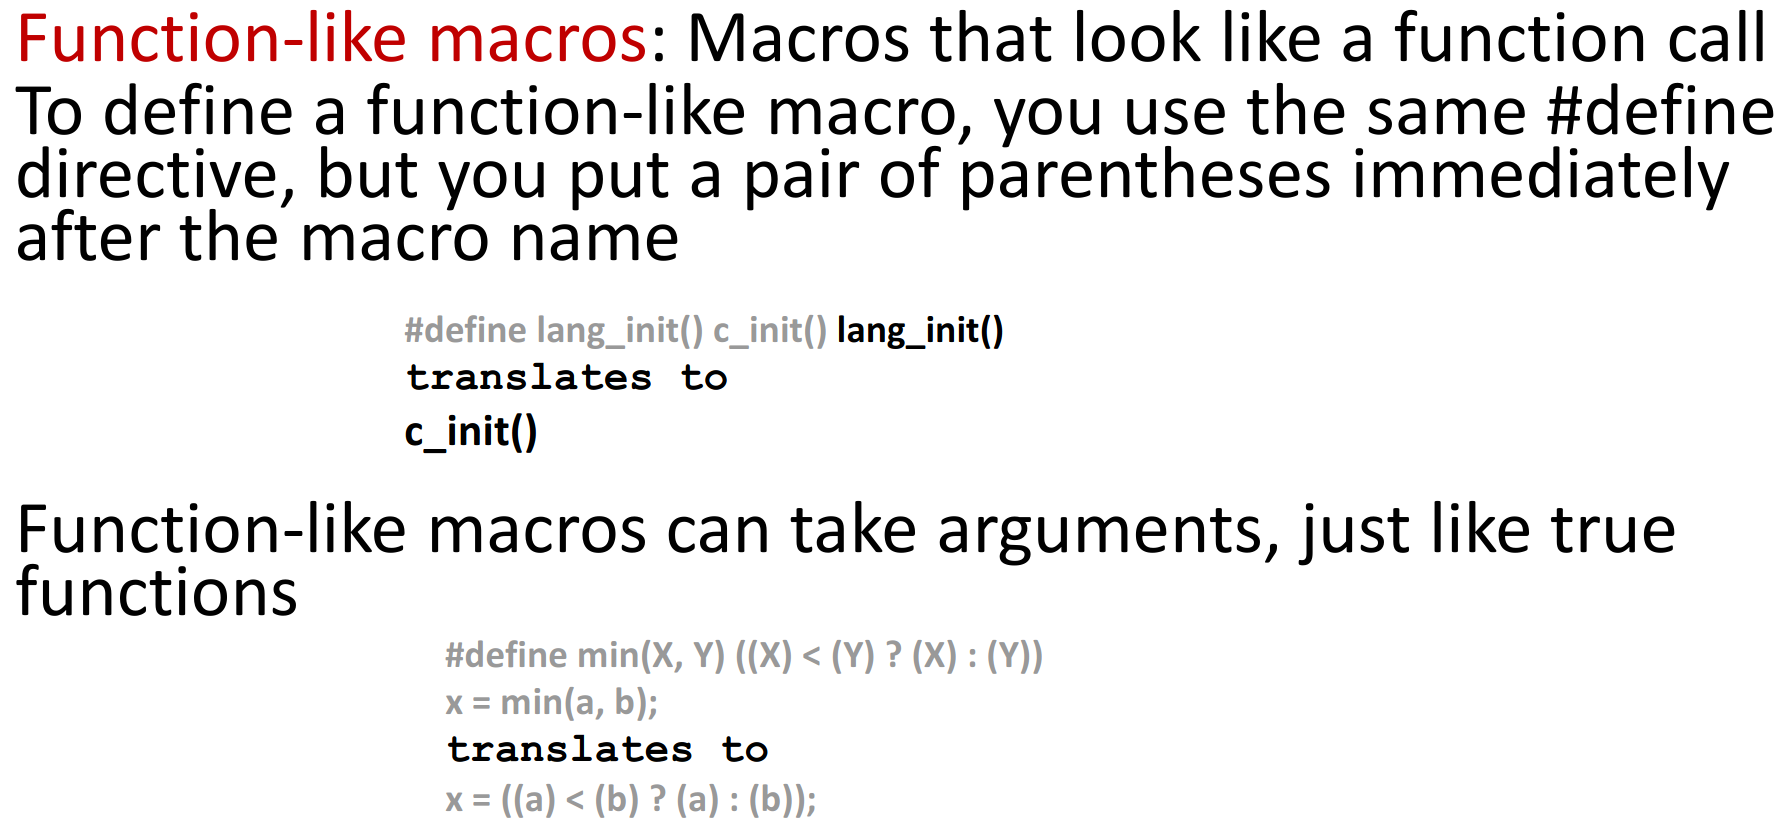 Function-like macros: Macros that look like a function call
To define a function-like macro, you use the same #define
directive, but you put a pair of parentheses immediately
after the macro name
#define lang_init() c_init() lang_init()
translates to
c_init()
Function-like macros can take arguments, just like true
functions
#define min(X, Y) ((X) < (Y) ? (X) : (Y))
x = min(a, b);
translates to
x = ((a) < (b) ? (a) : (b));